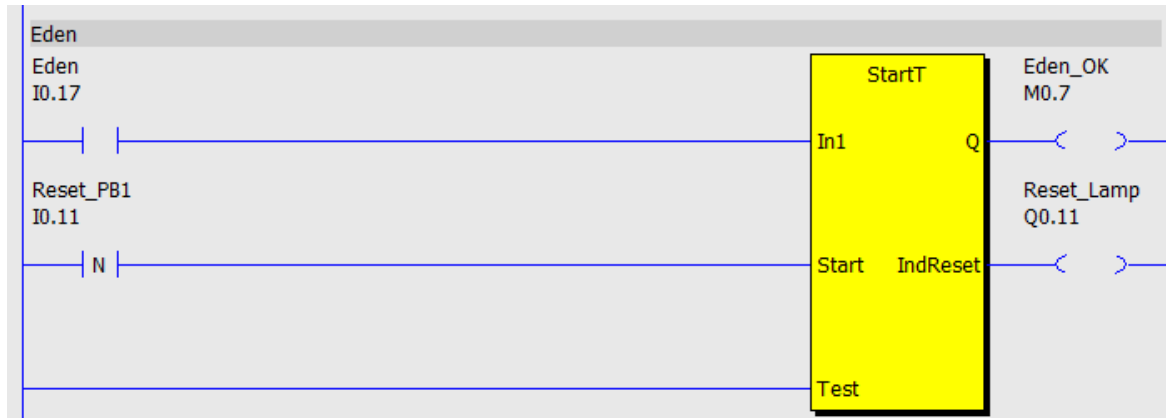 Eden
Eden
I0.17
StartT
Eden_OK
M0.7
In1
Q
Reset_PB1
I0.11
Reset_Lamp
Q0.11
N
Start
IndReset
Test